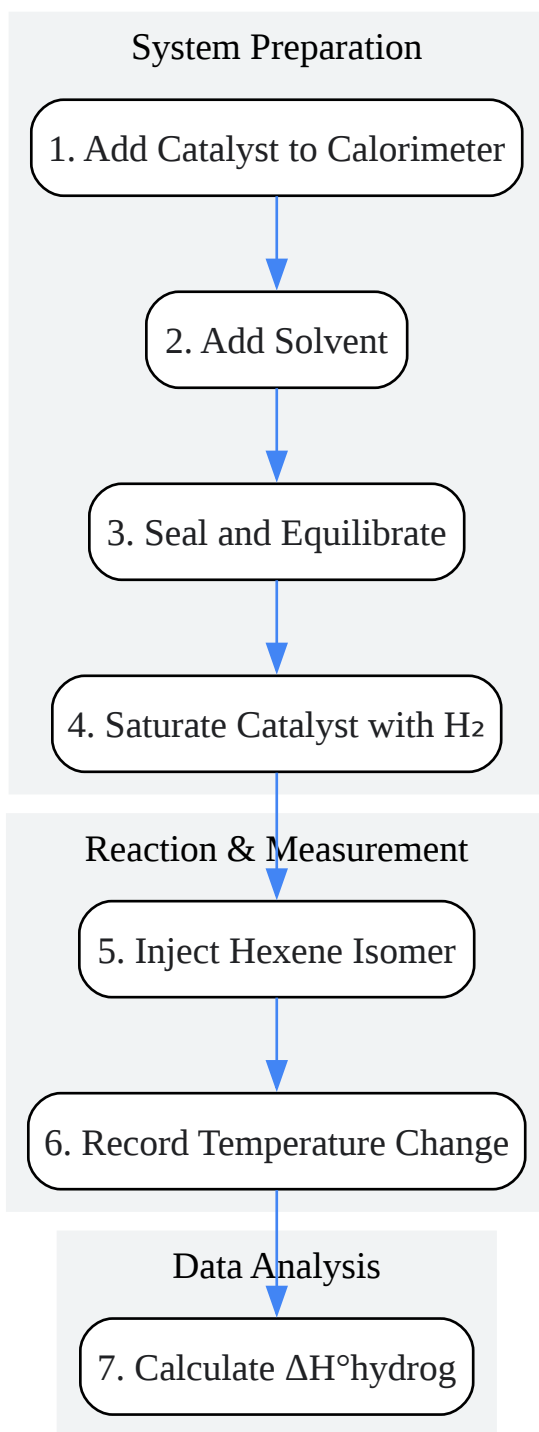 System Preparation
1. Add Catalyst to Calorimeter
2. Add Solvent
3. Seal and Equilibrate
4. Saturate Catalyst with H₂
Reaction & Measurement
5. Inject Hexene Isomer
6. Record Temperature Change
Data Analysis
7. Calculate ΔH°hydrog